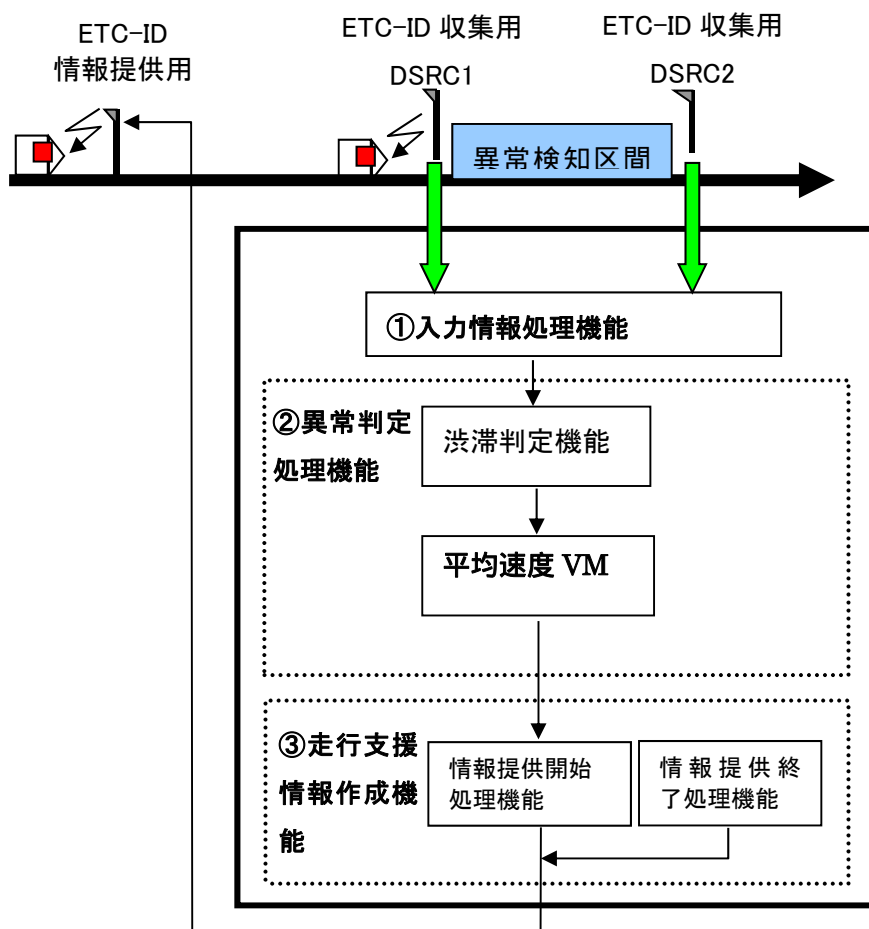 ETC-ID
情報提供用
ETC-ID 収集用
DSRC1
ETC-ID 収集用
DSRC2
異常検知区間
①入力情報処理機能
②異常判定
処理機能
渋滞判定機能
平均速度 VM
③走行支援
情報作成機
能
情報提供開始
処理機能
情報提供終
了処理機能